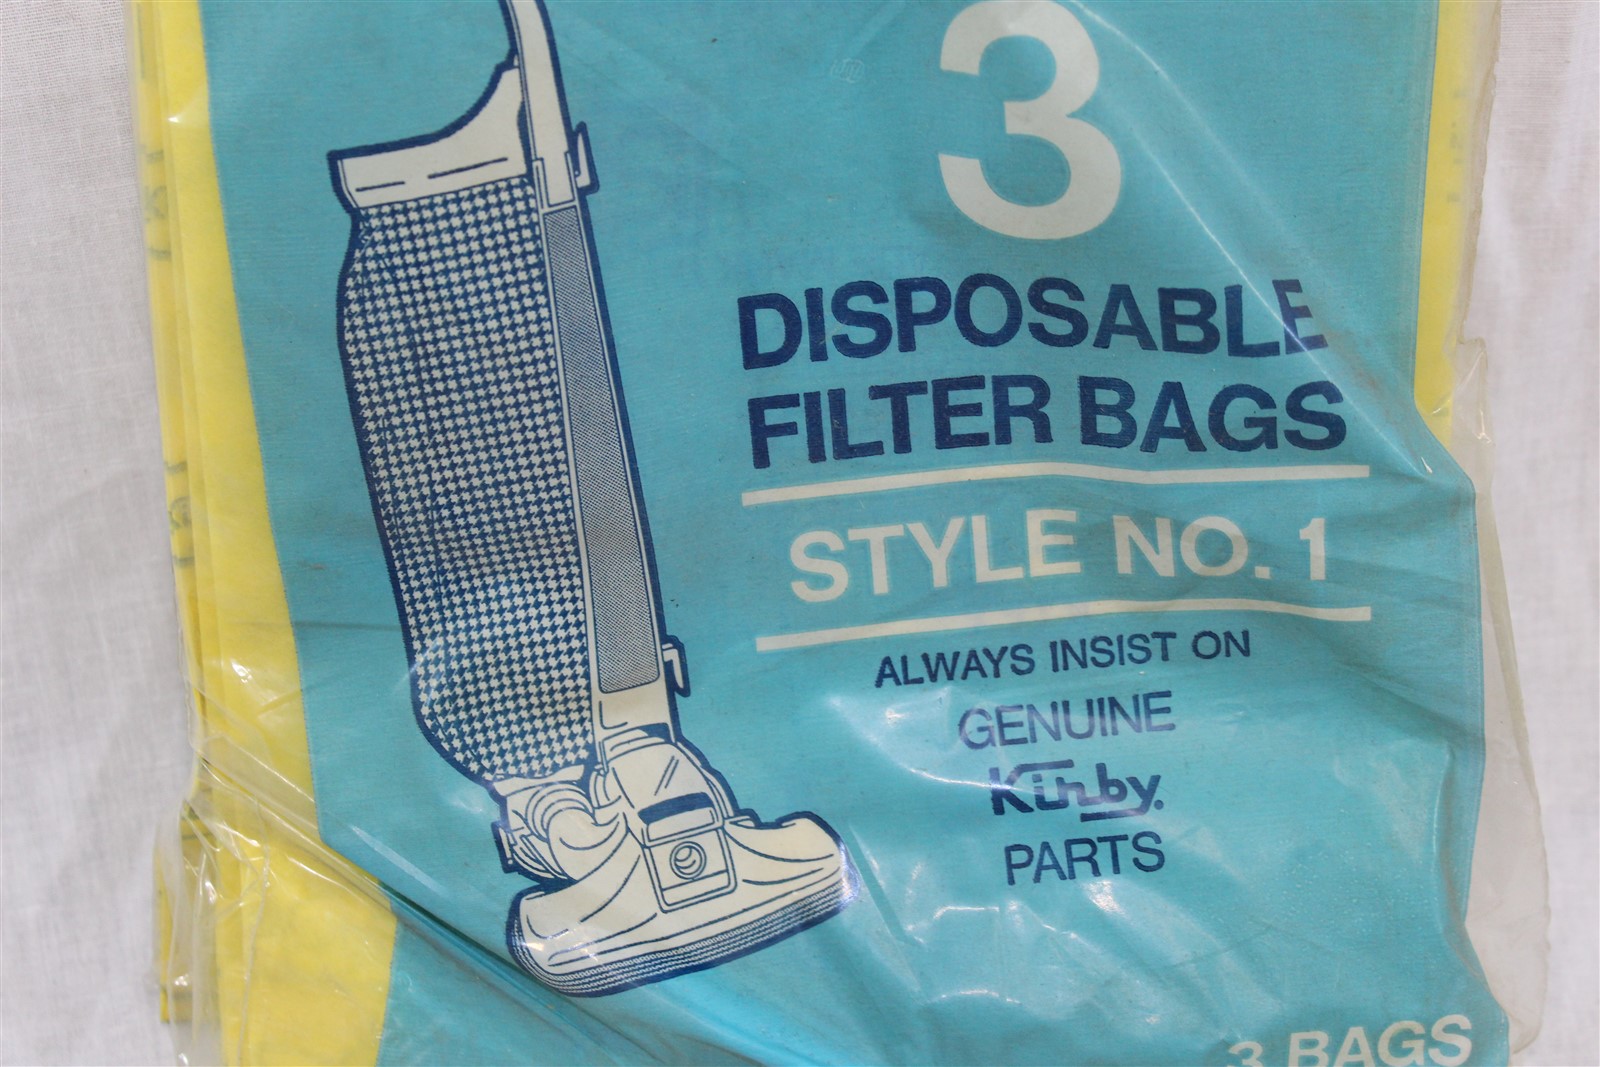 3
DISPOSABLE
FILTER BAGS
STYLE NO. 1
ALWAYS INSIST ON
GENUINE
Kirby.
PARTS
3 BAGS